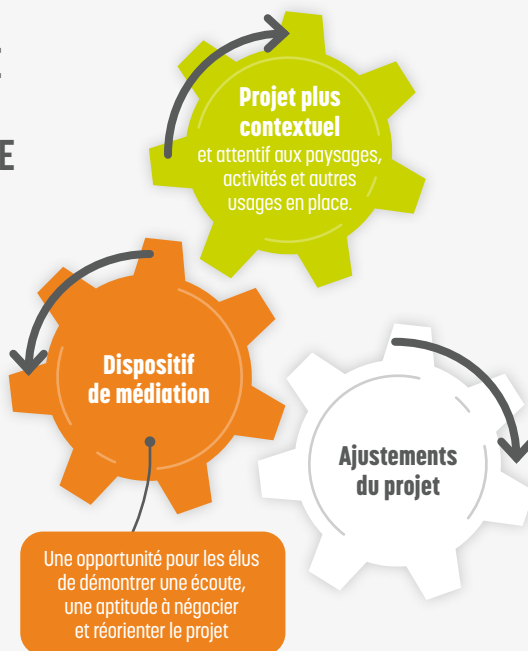 E
Projet plus
contextuel
et attentif aux paysages,
activités et autres
usages en place.
Dispositif
de médiation
Ajustements
du projet
Une opportunité pour les élus
de démontrer une écoute,
une aptitude à négocier
et réorienter le projet